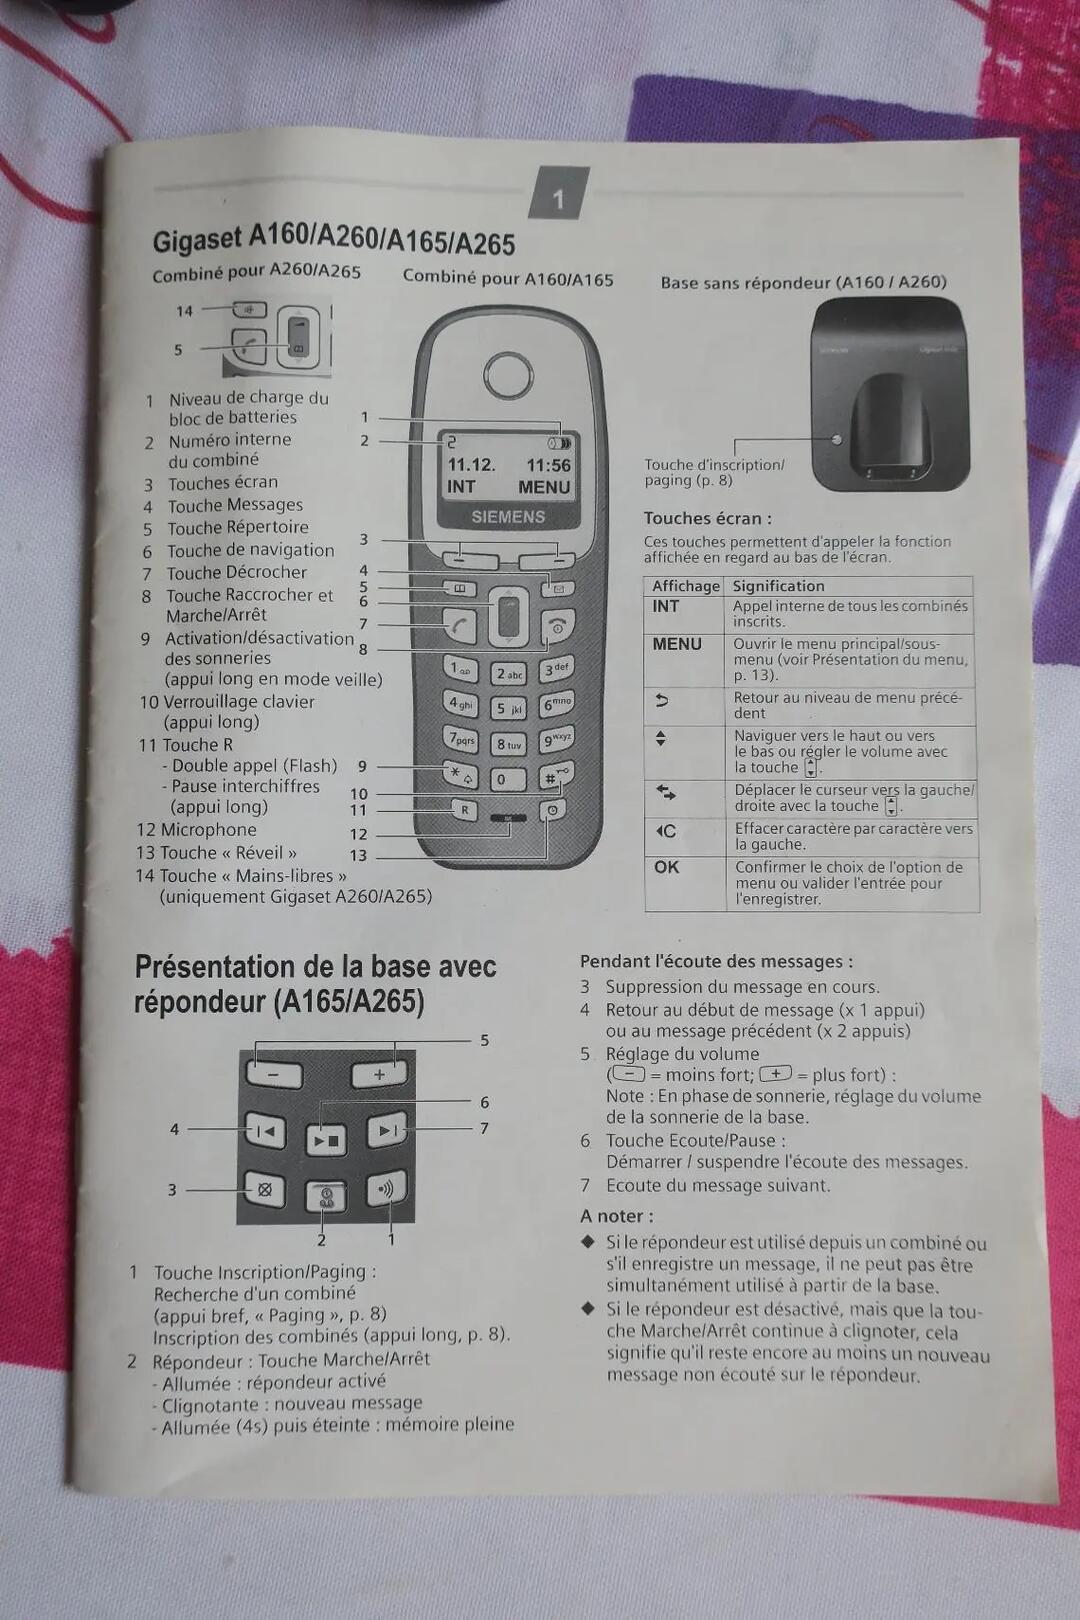 1
Gigaset A160/A260/A165/A265
Combiné pour A260/A265
Combiné pour A160/A165
Base sans répondeur (A160 / A260)
14
5
1 Niveau de charge du
bloc de batteries
2 Numéro interne
du combiné
3 Touches écran
4 Touche Messages
5 Touche Répertoire
6 Touche de navigation
7 Touche Décrocher
8 Touche Raccrocher et
Marche/Arrêt
9 Activation/désactivation
des sonneries
(appui long en mode veille)
10 Verrouillage clavier
(appui long)
11 Touche R
- Double appel (Flash)
- Pause interchiffres
(appui long)
12 Microphone
13 Touche « Réveil »
14 Touche « Mains-libres »
(uniquement Gigaset A260/A265)
1
2
3
4
5
6
7
8
9
10
11
12
13
2
11.12. 11:56
INT MENU
SIEMENS
1 2 abc 3 def
4 ghi 5 jkl 6 mno
7 pqrs 8 tuv 9 wxyz
* 0 #
R
Touche d'inscription/
paging (p. 8)
Touches écran :
Ces touches permettent d'appeler la fonction
affichée en regard au bas de l'écran.
Affichage Signification
INT Appel interne de tous les combinés
inscrits.
MENU Ouvrir le menu principal/sous-
menu (voir Présentation du menu,
p. 13).
Retour au niveau de menu précé-
dent
Naviguer vers le haut ou vers
le bas ou régler le volume avec
la touche .
Déplacer le curseur vers la gauche/
droite avec la touche .
C Effacer caractère par caractère vers
la gauche.
OK Confirmer le choix de l'option de
menu ou valider l'entrée pour
l'enregistrer.
Présentation de la base avec
répondeur (A165/A265)
5
6
4
7
3
2
1
- +
1 Touche Inscription/Paging :
Recherche d'un combiné
(appui bref, « Paging », p. 8)
Inscription des combinés (appui long, p. 8).
2 Répondeur : Touche Marche/Arrêt
- Allumée : répondeur activé
- Clignotante : nouveau message
- Allumée (4s) puis éteinte : mémoire pleine
Pendant l'écoute des messages :
3 Suppression du message en cours.
4 Retour au début de message (x 1 appui)
ou au message précédent (x 2 appuis)
5 Réglage du volume
(- = moins fort; + = plus fort) :
Note : En phase de sonnerie, réglage du volume
de la sonnerie de la base.
6 Touche Ecoute/Pause :
Démarrer / suspendre l'écoute des messages.
7 Ecoute du message suivant.
A noter :
◆ Si le répondeur est utilisé depuis un combiné ou
s'il enregistre un message, il ne peut pas être
simultanément utilisé à partir de la base.
◆ Si le répondeur est désactivé, mais que la tou-
che Marche/Arrêt continue à clignoter, cela
signifie qu'il reste encore au moins un nouveau
message non écouté sur le répondeur.